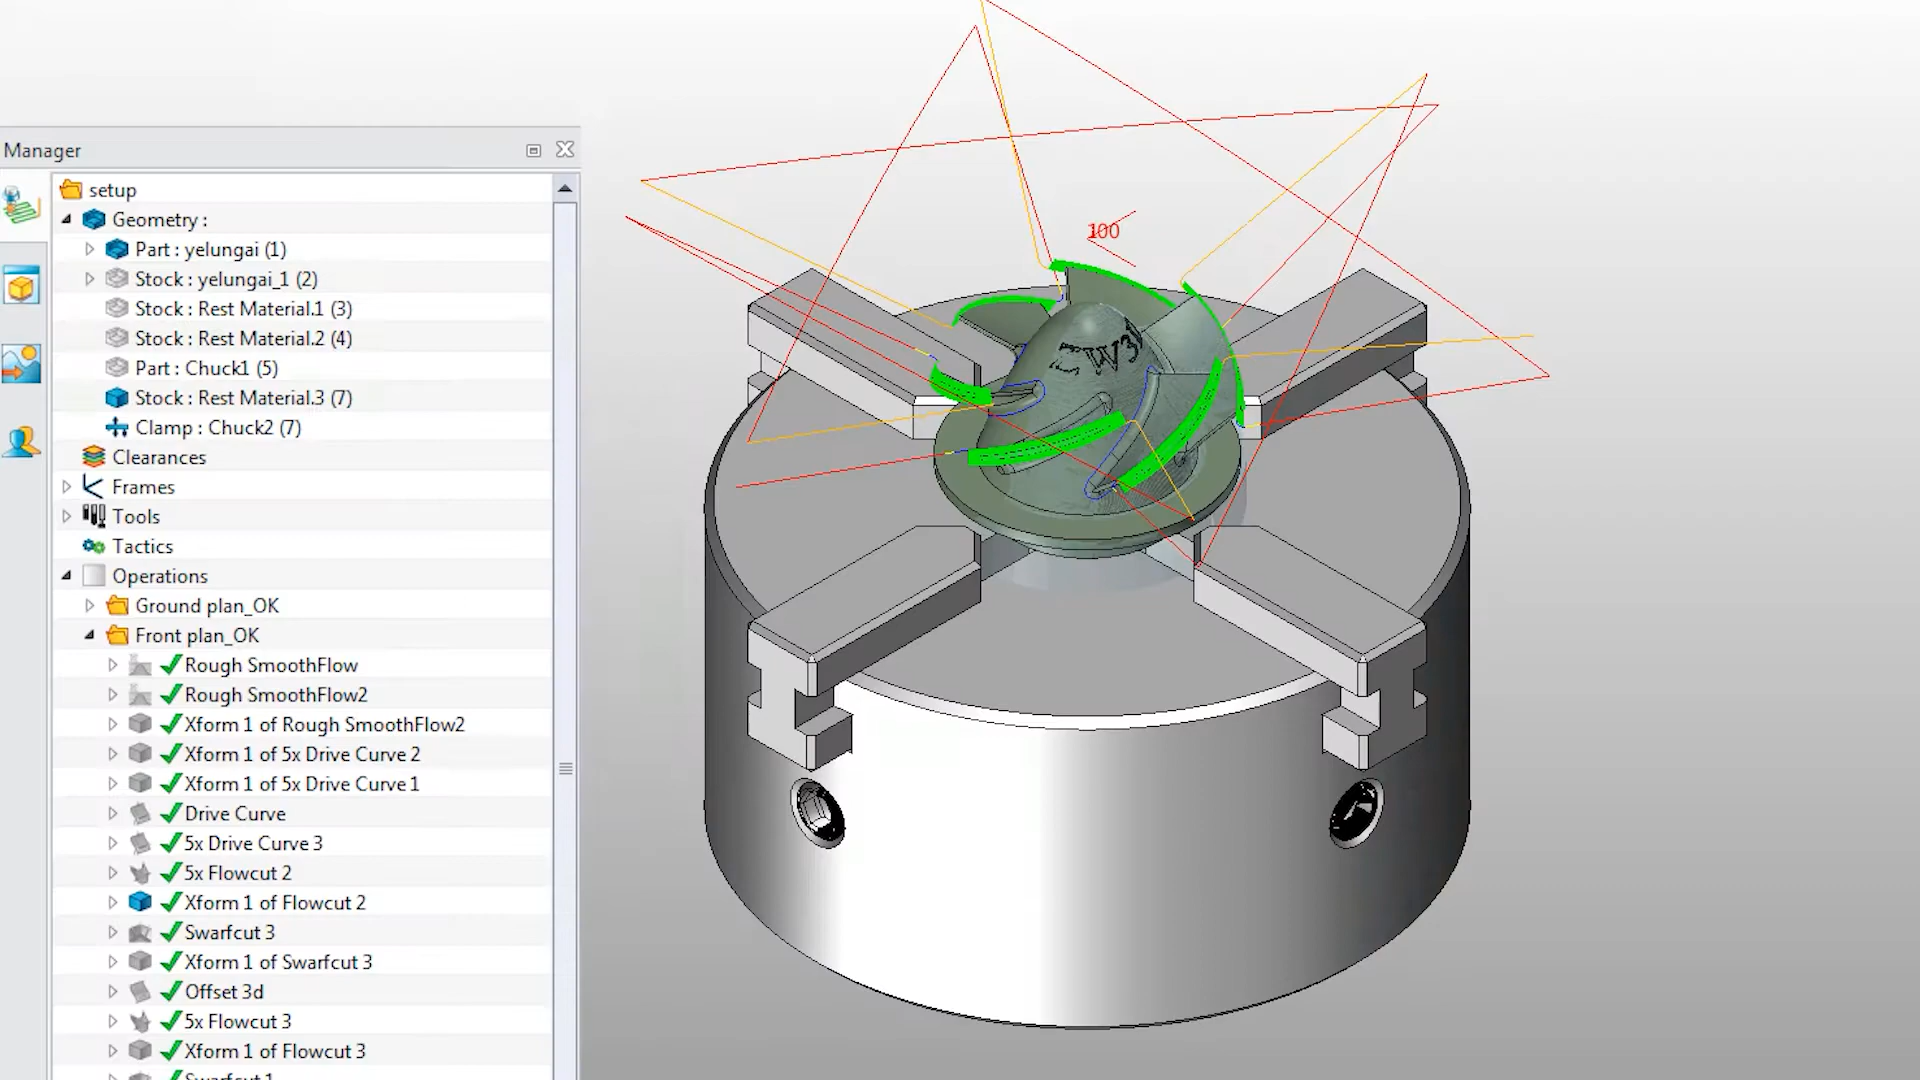 Manager
setup
Geometry :
Part : yelungai (1)
Stock : yelungai_1 (2)
Stock : Rest Material.1 (3)
Stock : Rest Material.2 (4)
Part : Chuck1 (5)
Stock : Rest Material.3 (7)
Clamp : Chuck2 (7)
Clearances
Frames
Tools
Tactics
Operations
Ground plan_OK
Front plan_OK
Rough SmoothFlow
Rough SmoothFlow2
Xform 1 of Rough SmoothFlow2
Xform 1 of 5x Drive Curve 2
Xform 1 of 5x Drive Curve 1
Drive Curve
5x Drive Curve 3
5x Flowcut 2
Xform 1 of Flowcut 2
Swarfcut 3
Xform 1 of Swarfcut 3
Offset 3d
5x Flowcut 3
Xform 1 of Flowcut 3
Swarfcut 1
100